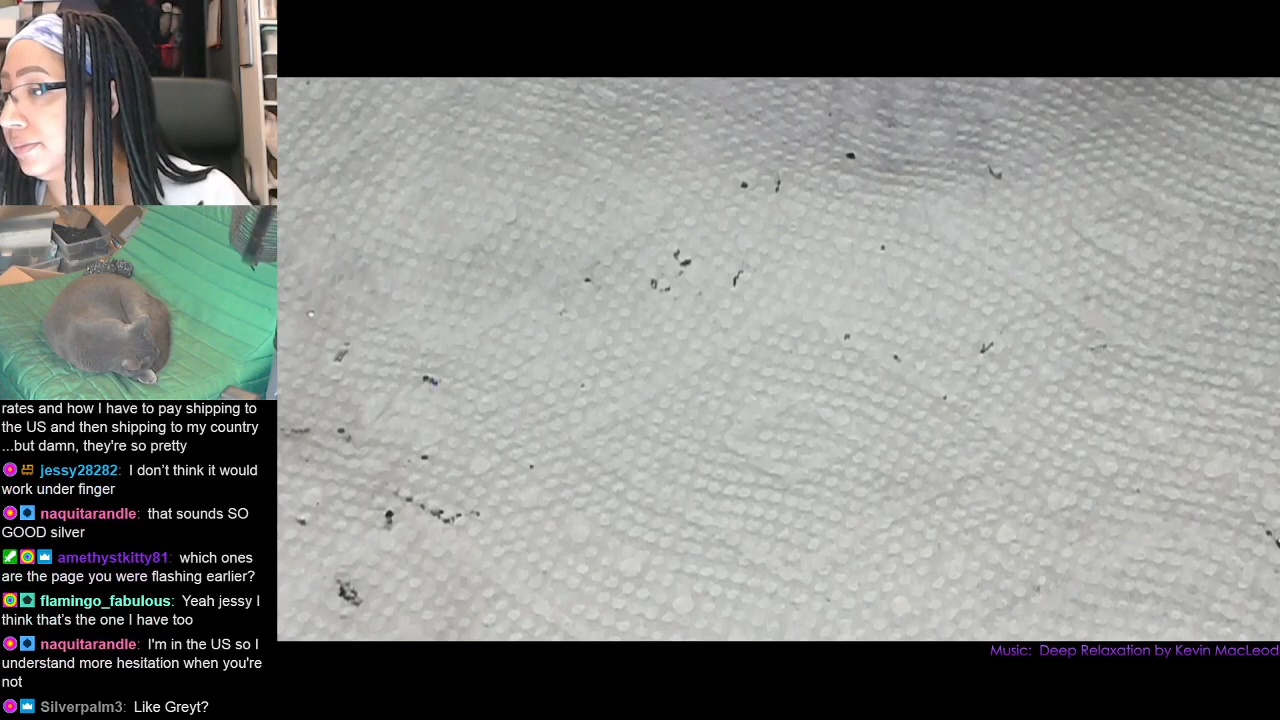 rates and how I have to pay shipping to
the US and then shipping to my country
...but damn, they're so pretty
jessy28282: I don't think it would
work under finger
naquitarandle: that sounds SO
GOOD silver
amethystkitty81: which ones
are the page you were flashing earlier?
flamingo_fabulous: Yeah jessy I
think that's the one I have too
naquitarandle: I'm in the US so I
understand more hesitation when you're
not
Silverpalm3: Like Greyt?
Music: Deep Relaxation by Kevin MacLeod